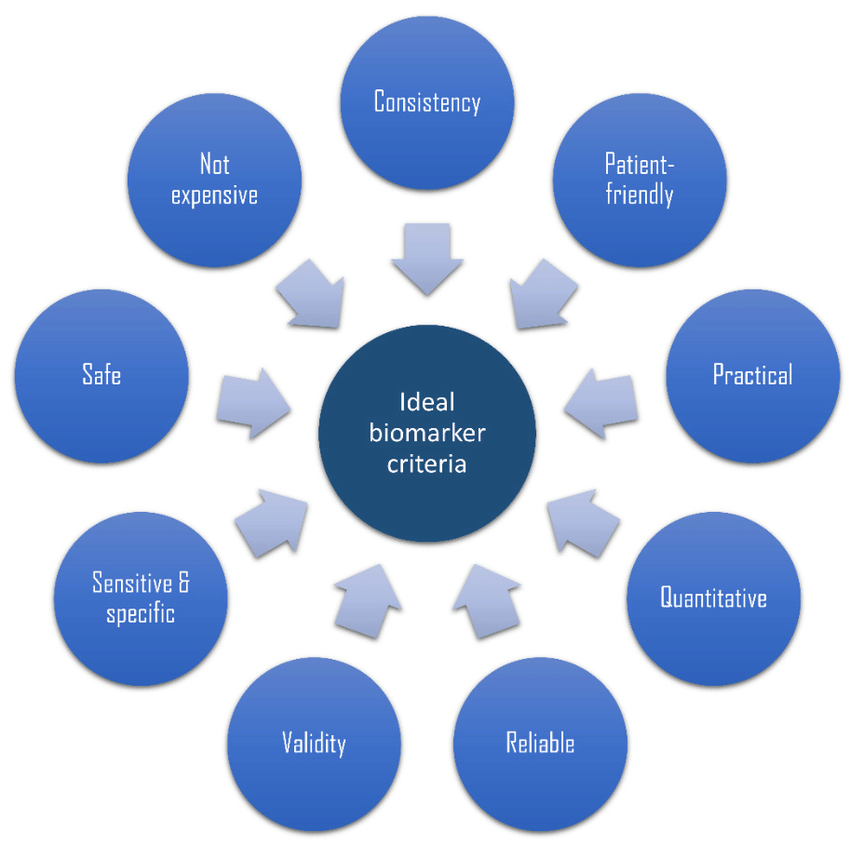 Consistency
Patient-
friendly
Practical
Quantitative
Reliable
Validity
Sensitive &
specific
Safe
Not
expensive
Ideal
biomarker
criteria